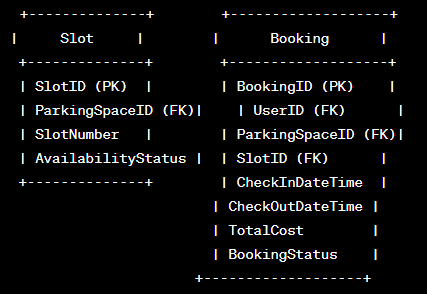 +--------------+         +-------------------+
|     Slot     |        |      Booking      |
+--------------+         +-------------------+
| SlotID (PK)  |         | BookingID (PK)    |
| ParkingSpaceID (FK)|    | UserID (FK)      |
| SlotNumber   |        | ParkingSpaceID (FK)|
| AvailabilityStatus |  | SlotID (FK)      |
+--------------+         | CheckInDateTime  |
| CheckOutDateTime |
| TotalCost        |
| BookingStatus    |
+-------------------+